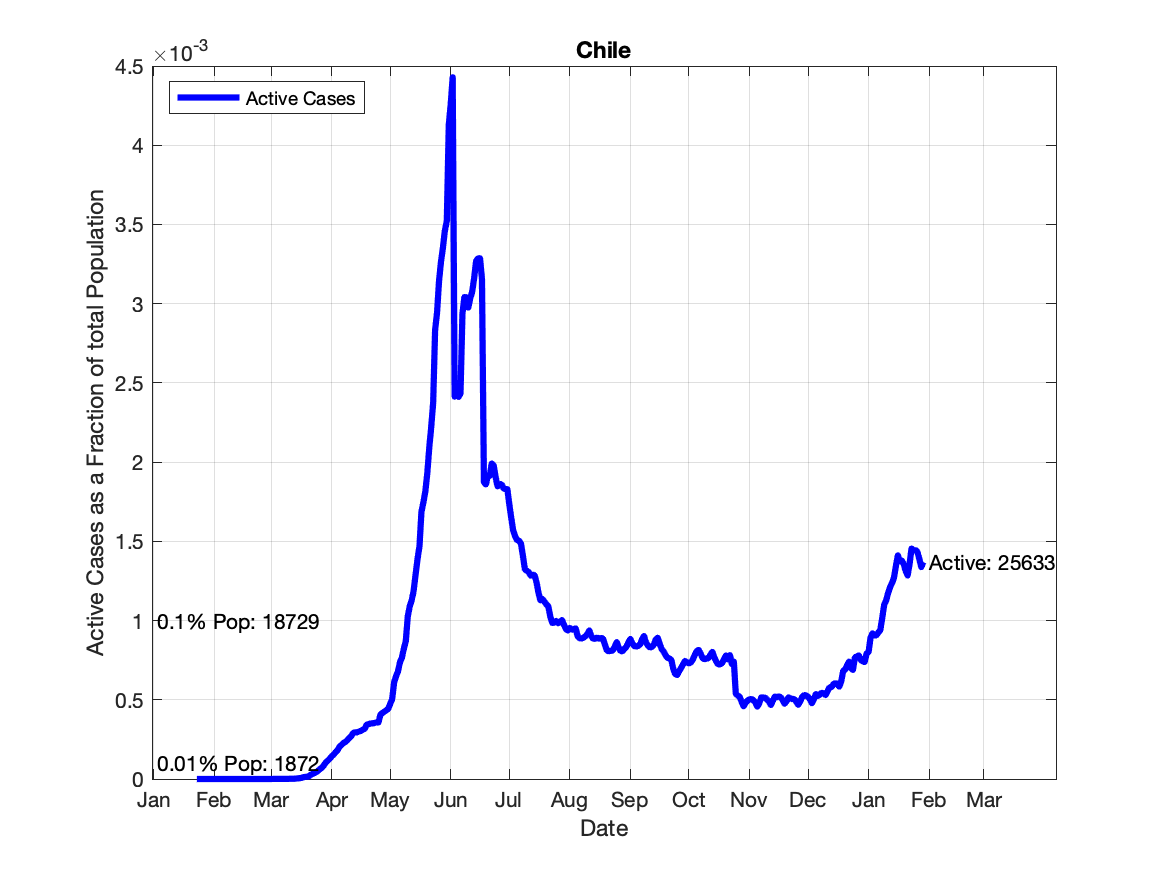 Chile
×10-3
4.5
4
3.5
3
2.5
2
1.5
1
0.5
0
Active Cases as a Fraction of total Population
Active Cases
Active: 25633
0.1% Pop: 18729
0.01% Pop: 1872
Jan Feb Mar Apr May Jun Jul Aug Sep Oct Nov Dec Jan Feb Mar
Date